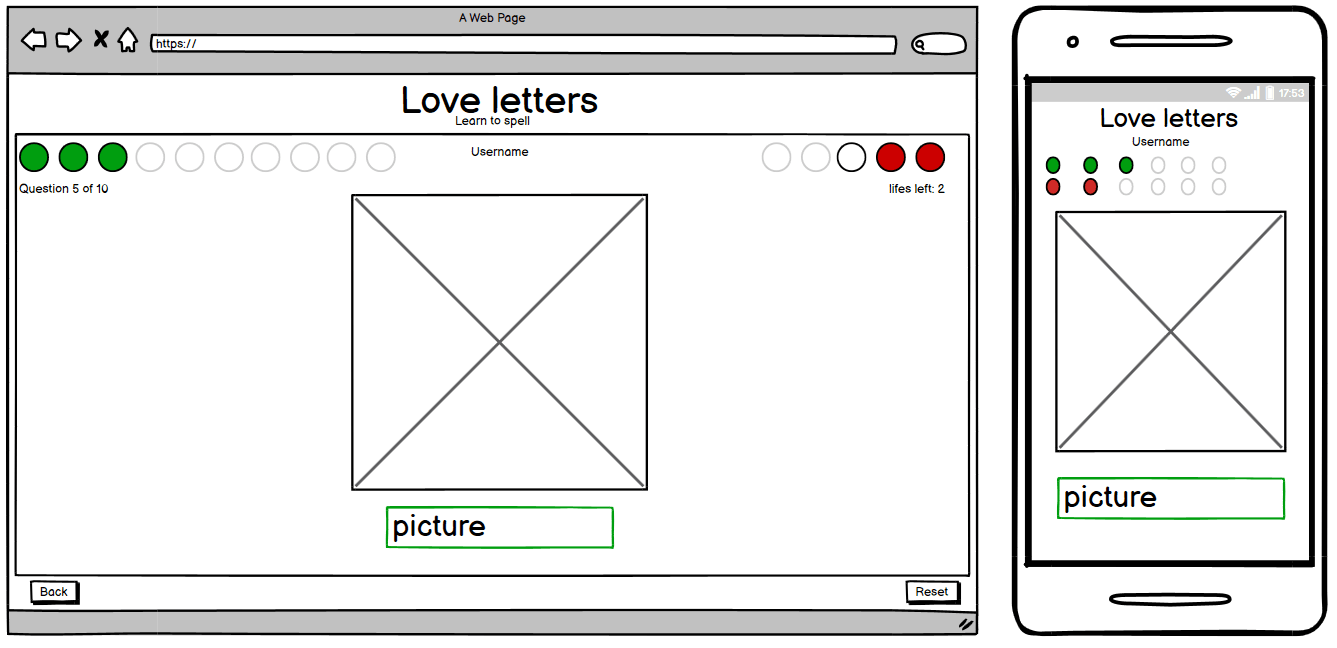 A Web Page
https://
Love letters
Learn to spell
Username
Question 5 of 10
lifes left: 2
picture
Back
Reset
17:53
Love letters
Username
picture